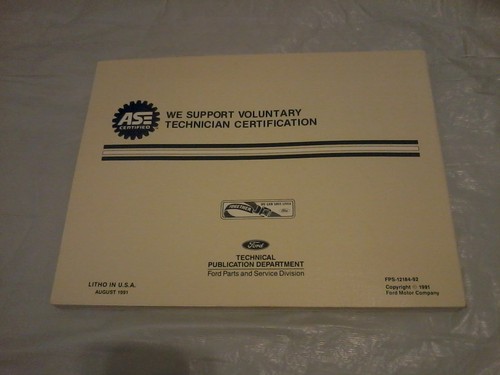 ASE
CERTIFIED
WE SUPPORT VOLUNTARY
TECHNICIAN CERTIFICATION
Ford
TECHNICAL
PUBLICATION DEPARTMENT
Ford Parts and Service Division
LITHO IN U.S.A.
AUGUST 1991
FPS-12184-92
Copyright © 1991
Ford Motor Company